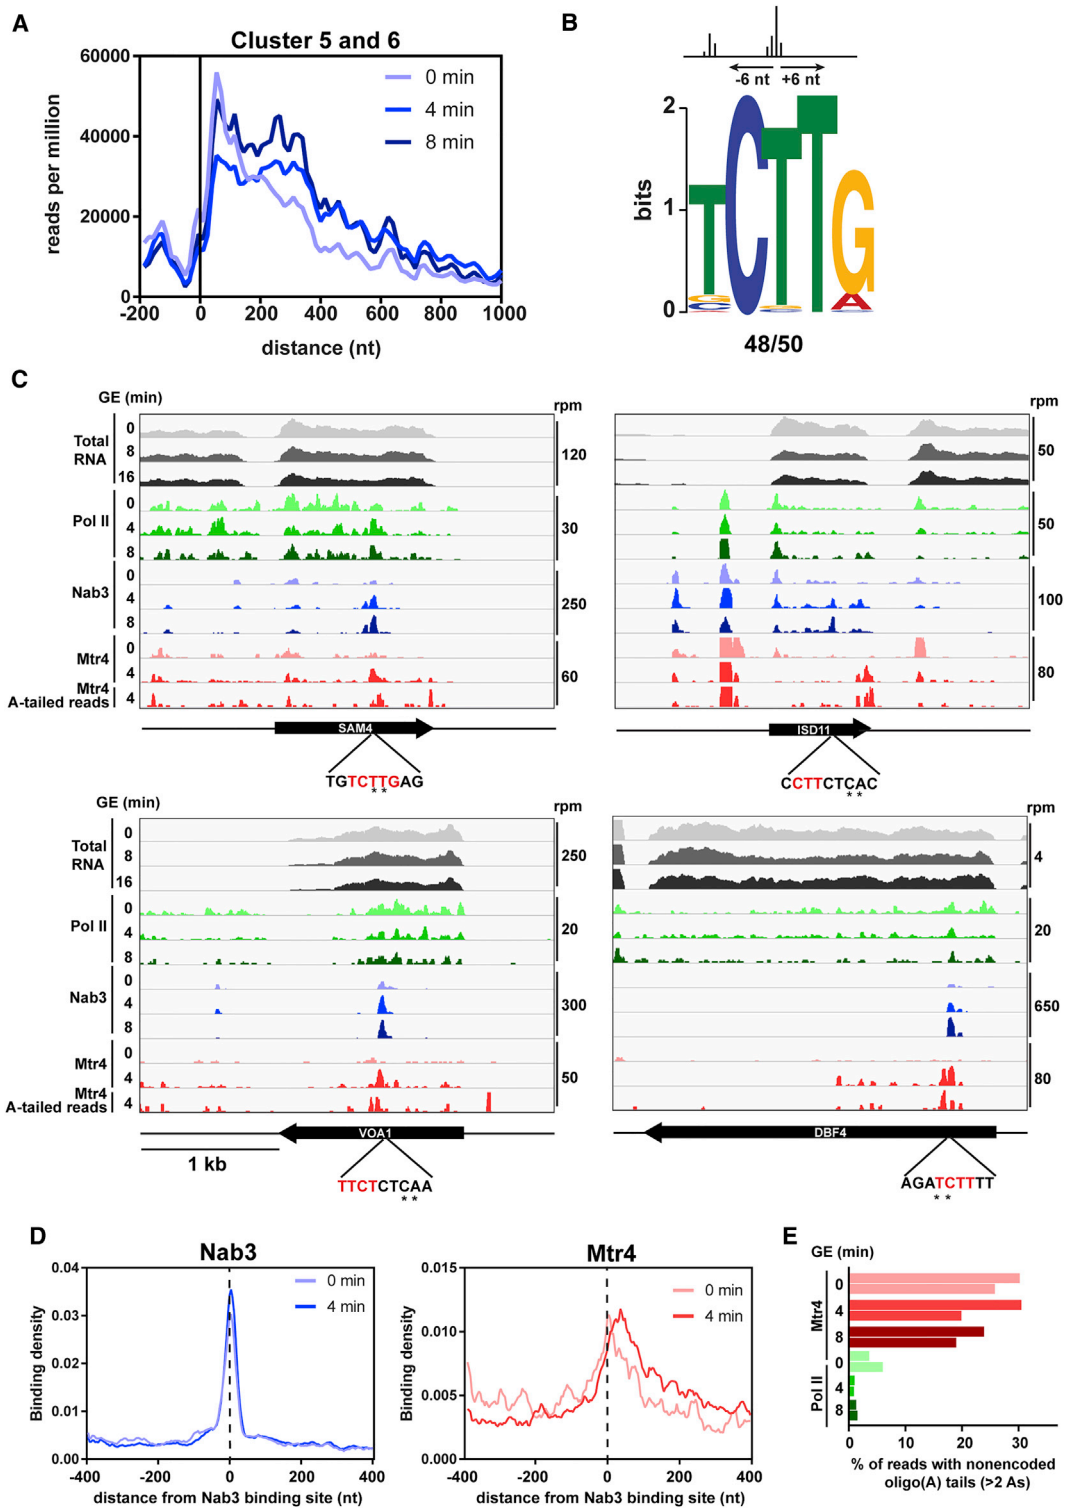 A
Cluster 5 and 6
60000
40000
20000
0
reads per million
0 min
4 min
8 min
-200
0
200
400
600
800
1000
distance (nt)
B
-6 nt
+6 nt
2
1
0
bits
TCTTG
48/50
C
GE (min)
rpm
rpm
Total RNA
0
8
16
120
50
Pol II
0
4
8
30
50
Nab3
0
4
8
250
100
Mtr4
0
4
60
80
Mtr4
A-tailed reads
4
SAM4
ISD11
TGTCTTGAG
* *
CCTTCTCAC
* *
GE (min)
rpm
rpm
Total RNA
0
8
16
250
4
Pol II
0
4
8
20
20
Nab3
0
4
8
300
650
Mtr4
0
4
50
80
Mtr4
A-tailed reads
4
VOA1
DBF4
1 kb
TTCTCTCAA
* *
AGATCTTTT
* *
D
Nab3
0.04
0.03
0.02
0.01
0.00
Binding density
0 min
4 min
-400
-200
0
200
400
distance from Nab3 binding site (nt)
Mtr4
0.015
0.010
0.005
0.000
Binding density
0 min
4 min
-400
-200
0
200
400
distance from Nab3 binding site (nt)
E
GE (min)
Mtr4
0
4
8
Pol II
0
4
8
0
10
20
30
% of reads with nonencoded
oligo(A) tails (>2 As)